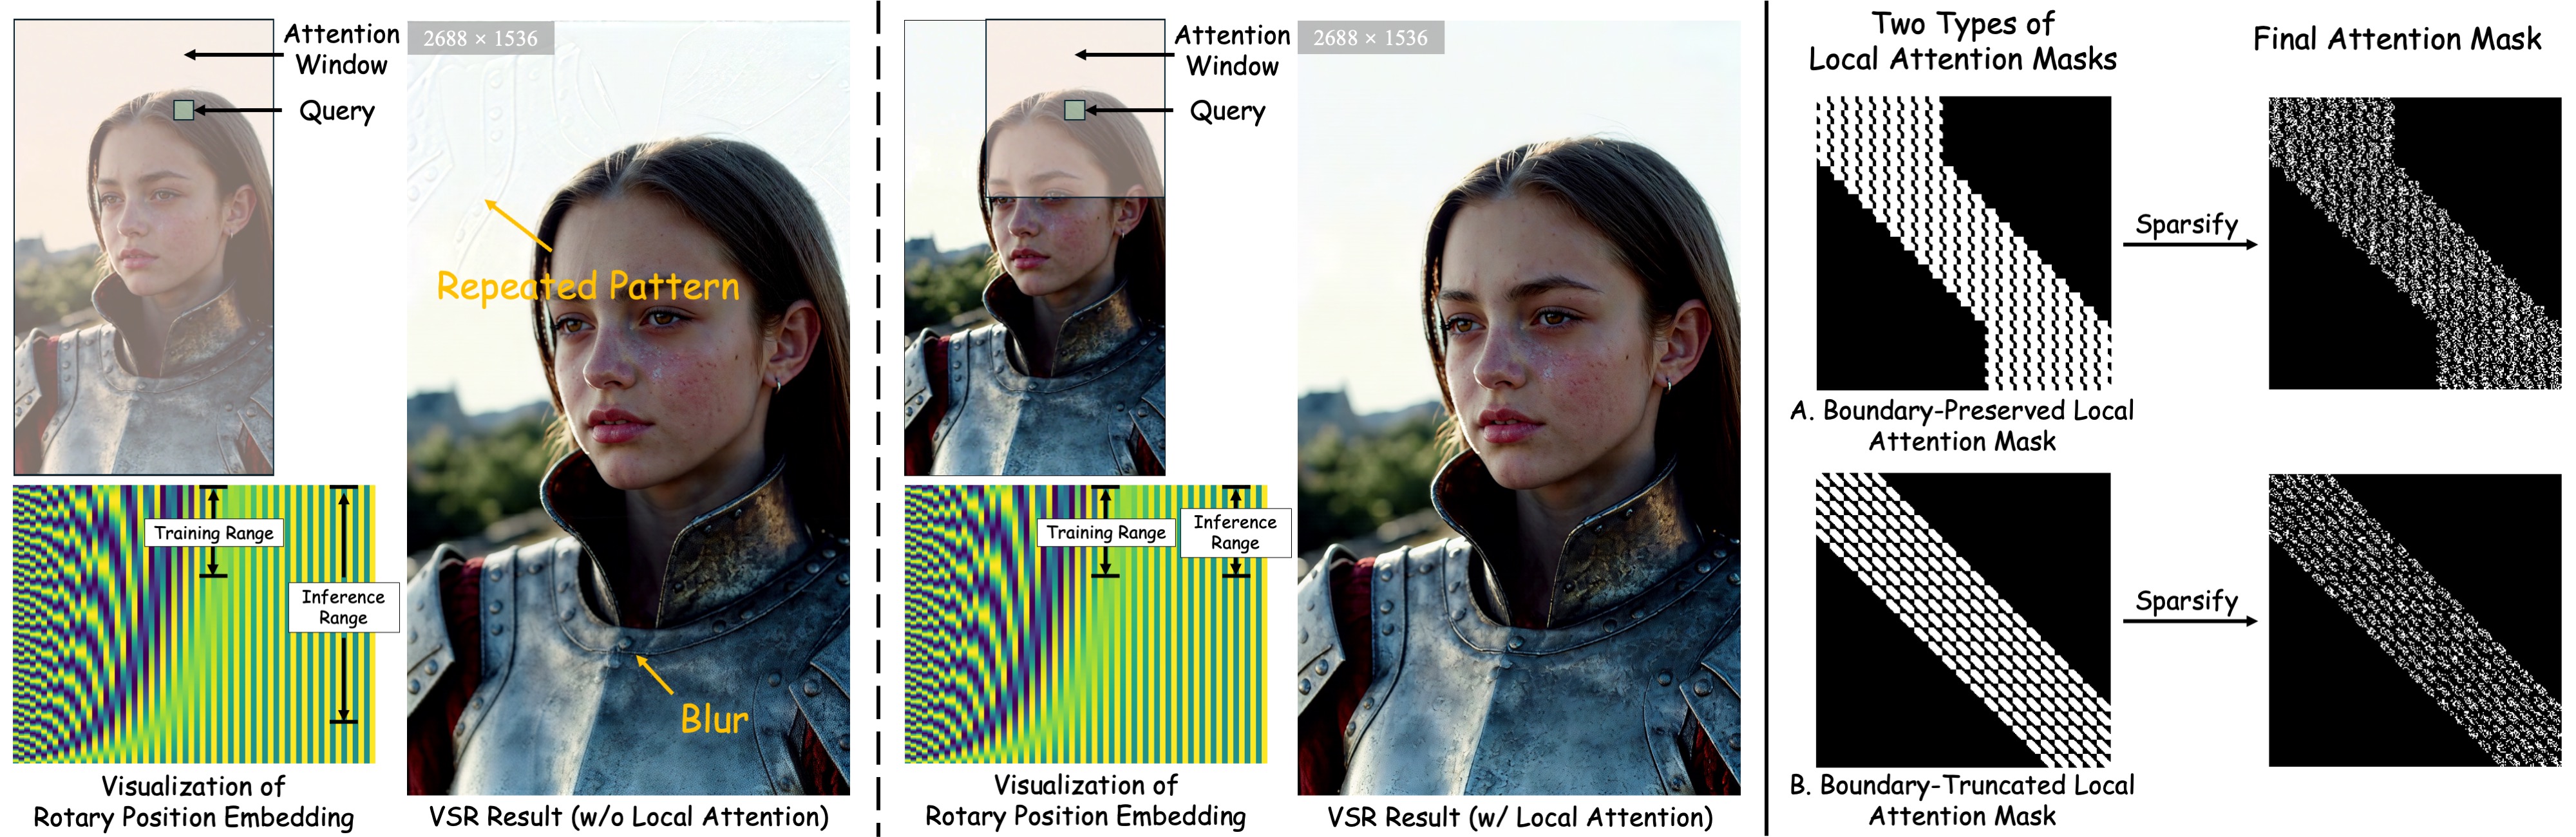 Attention
Window
Query
2688 × 1536
Repeated Pattern
Blur
Training Range
Inference
Range
Visualization of
Rotary Position Embedding
VSR Result (w/o Local Attention)
Attention
Window
Query
2688 × 1536
Training Range
Inference
Range
Visualization of
Rotary Position Embedding
VSR Result (w/ Local Attention)
Two Types of
Local Attention Masks
Final Attention Mask
Sparsify
A. Boundary-Preserved Local
Attention Mask
Sparsify
B. Boundary-Truncated Local
Attention Mask